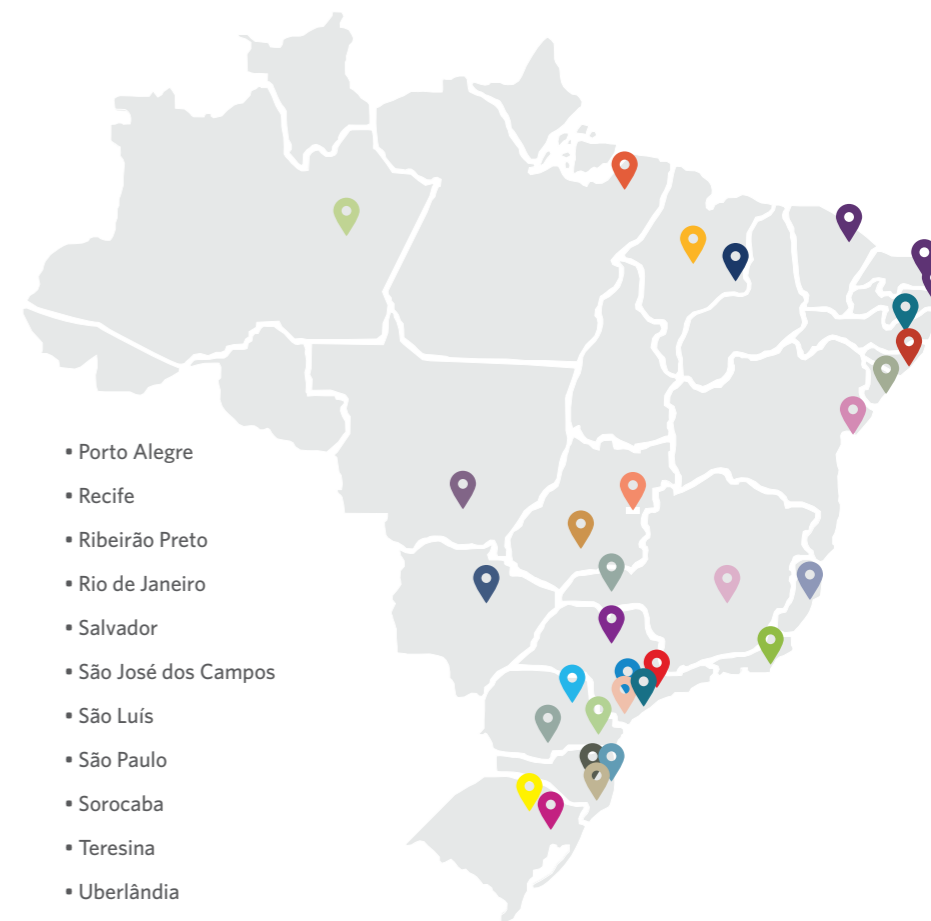 • Porto Alegre
• Recife
• Ribeirão Preto
• Rio de Janeiro
• Salvador
• São José dos Campos
• São Luís
• São Paulo
• Sorocaba
• Teresina
• Uberlândia